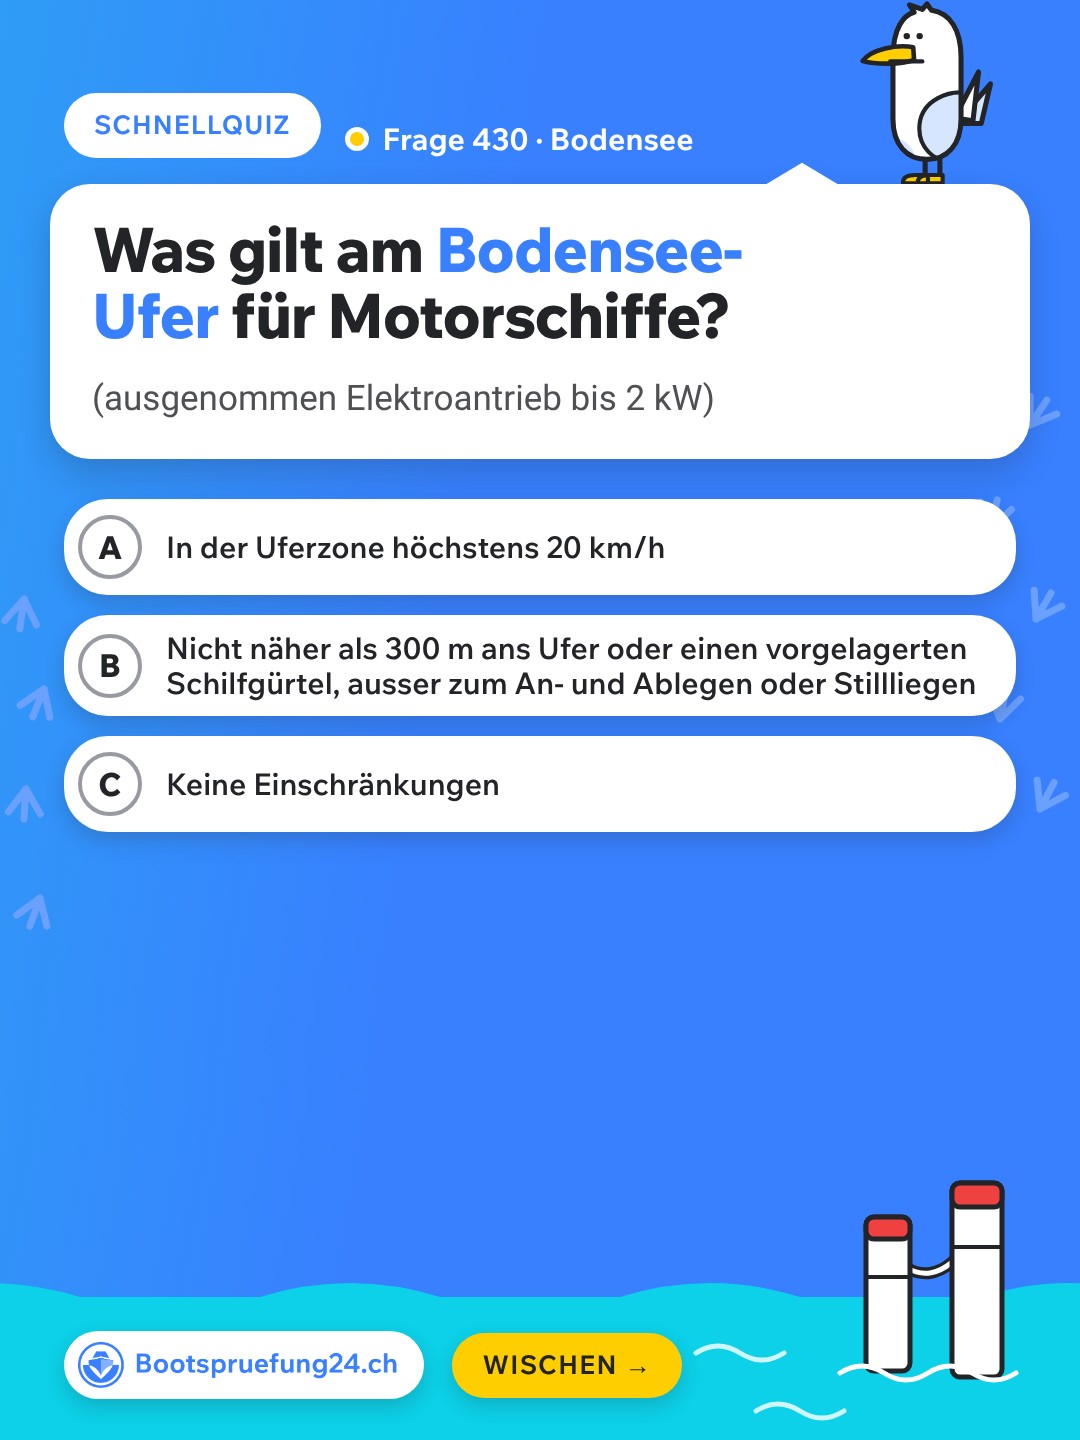 SCHNELLQUIZ
Frage 430 · Bodensee
Was gilt am Bodensee-
Ufer für Motorschiffe?
(ausgenommen Elektroantrieb bis 2 kW)
A In der Uferzone höchstens 20 km/h
B Nicht näher als 300 m ans Ufer oder einen vorgelagerten
Schilfgürtel, ausser zum An- und Ablegen oder Stillliegen
C Keine Einschränkungen
Bootspruefung24.ch
WISCHEN →